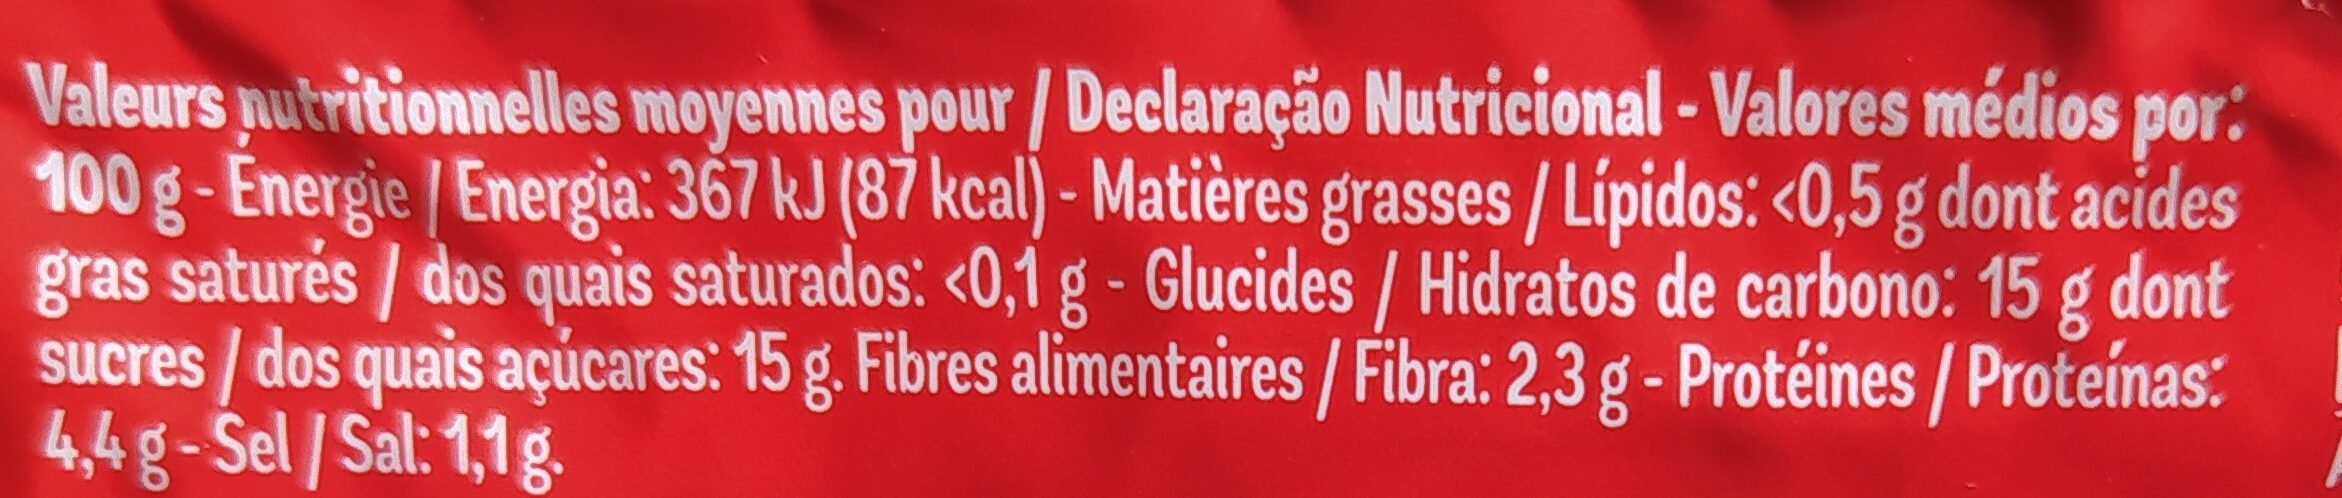 Valeurs nutritionnelles moyennes pour / Declaração Nutricional - Valores médios por:
100 g - Énergie / Energia: 367 kJ (87 kcal) - Matières grasses / Lípidos: <0,5 g dont acides
gras saturés / dos quais saturados: <0,1 g - Glucides / Hidratos de carbono: 15 g dont
sucres / dos quais açúcares: 15 g. Fibres alimentaires / Fibra: 2,3 g - Protéines / Proteínas:
4,4 g - Sel / Sal: 1,1 g.